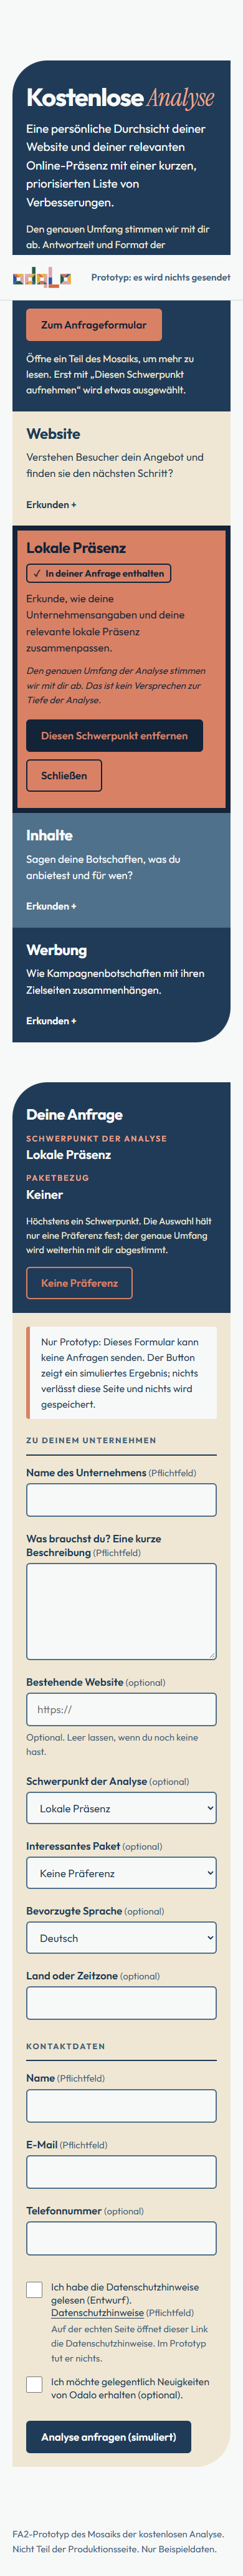 Kostenlose Analyse
Eine persönliche Durchsicht deiner
Website und deiner relevanten
Online-Präsenz mit einer kurzen,
priorisierten Liste von
Verbesserungen.
Den genauen Umfang stimmen wir mit dir
ab. Antwortzeit und Format der
odalo
Prototyp: es wird nichts gesendet
Zum Anfrageformular
Öffne ein Teil des Mosaiks, um mehr zu
lesen. Erst mit „Diesen Schwerpunkt
aufnehmen“ wird etwas ausgewählt.
Website
Verstehen Besucher dein Angebot und
finden sie den nächsten Schritt?
Erkunden +
Lokale Präsenz
✓ In deiner Anfrage enthalten
Erkunde, wie deine
Unternehmensangaben und deine
relevante lokale Präsenz
zusammenpassen.
Den genauen Umfang der Analyse stimmen
wir mit dir ab. Das ist kein Versprechen zur
Tiefe der Analyse.
Diesen Schwerpunkt entfernen
Schließen
Inhalte
Sagen deine Botschaften, was du
anbietest und für wen?
Erkunden +
Werbung
Wie Kampagnenbotschaften mit ihren
Zielseiten zusammenhängen.
Erkunden +
Deine Anfrage
SCHWERPUNKT DER ANALYSE
Lokale Präsenz
PAKETBEZUG
Keiner
Höchstens ein Schwerpunkt. Die Auswahl hält
nur eine Präferenz fest; der genaue Umfang
wird weiterhin mit dir abgestimmt.
Keine Präferenz
Nur Prototyp: Dieses Formular kann
keine Anfragen senden. Der Button
zeigt ein simuliertes Ergebnis; nichts
verlässt diese Seite und nichts wird
gespeichert.
ZU DEINEM UNTERNEHMEN
Name des Unternehmens (Pflichtfeld)
Was brauchst du? Eine kurze
Beschreibung (Pflichtfeld)
Bestehende Website (optional)
https://
Optional. Leer lassen, wenn du noch keine
hast.
Schwerpunkt der Analyse (optional)
Lokale Präsenz
Interessantes Paket (optional)
Keine Präferenz
Bevorzugte Sprache (optional)
Deutsch
Land oder Zeitzone (optional)
KONTAKTDATEN
Name (Pflichtfeld)
E-Mail (Pflichtfeld)
Telefonnummer (optional)
Ich habe die Datenschutzhinweise
gelesen (Entwurf).
Datenschutzhinweise (Pflichtfeld)
Auf der echten Seite öffnet dieser Link
die Datenschutzhinweise. Im Prototyp
tut er nichts.
Ich möchte gelegentlich Neuigkeiten
von Odalo erhalten (optional).
Analyse anfragen (simuliert)
FA2-Prototyp des Mosaiks der kostenlosen Analyse.
Nicht Teil der Produktionsseite. Nur Beispieldaten.